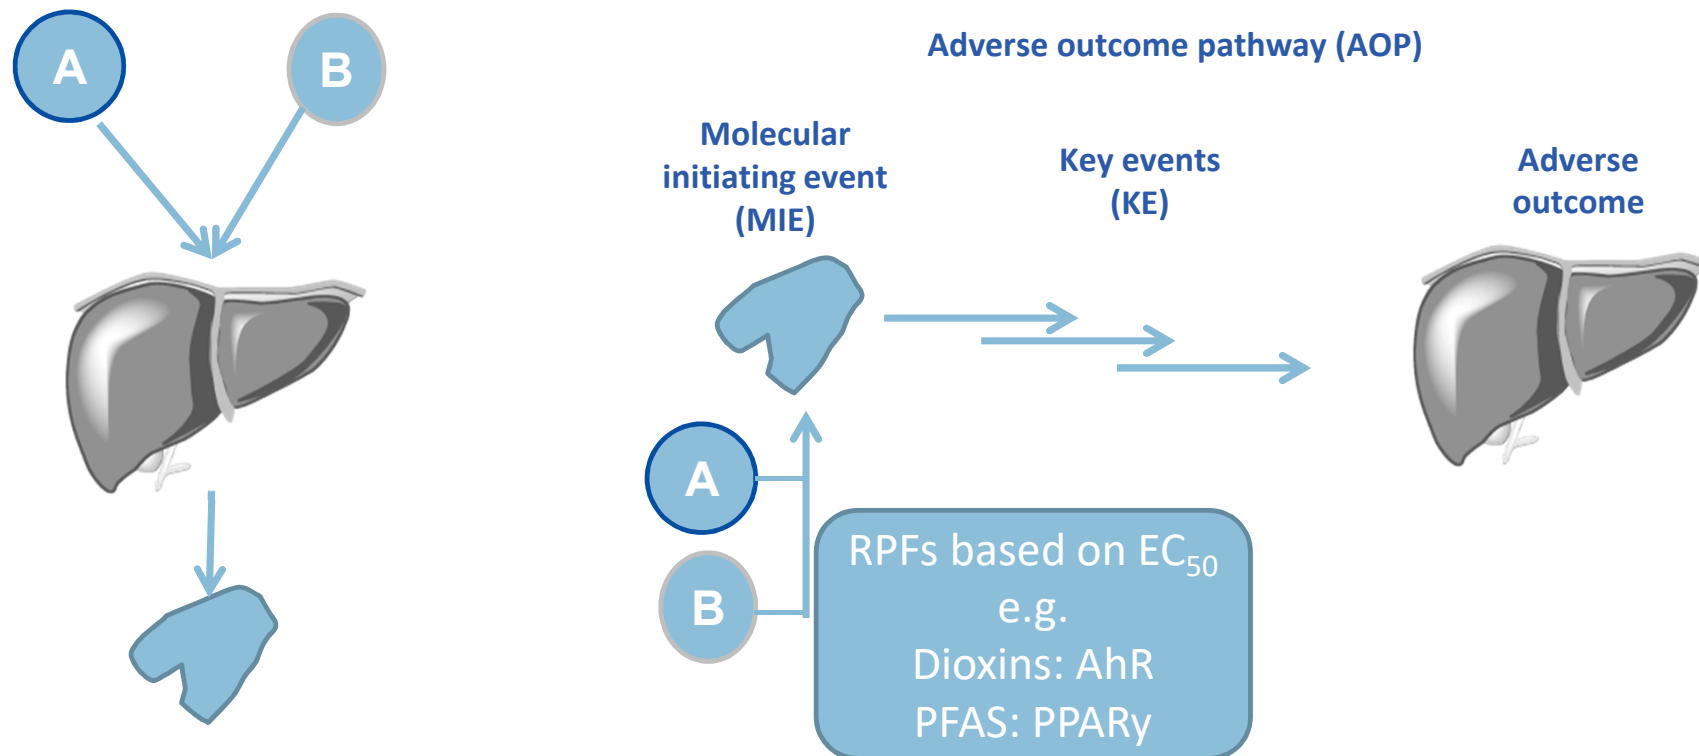 A
B
Adverse outcome pathway (AOP)
Molecular
initiating event
(MIE)
Key events
(KE)
Adverse
outcome
A
B
RPFs based on EC50
e.g.
Dioxins: AhR
PFAS: PPARy